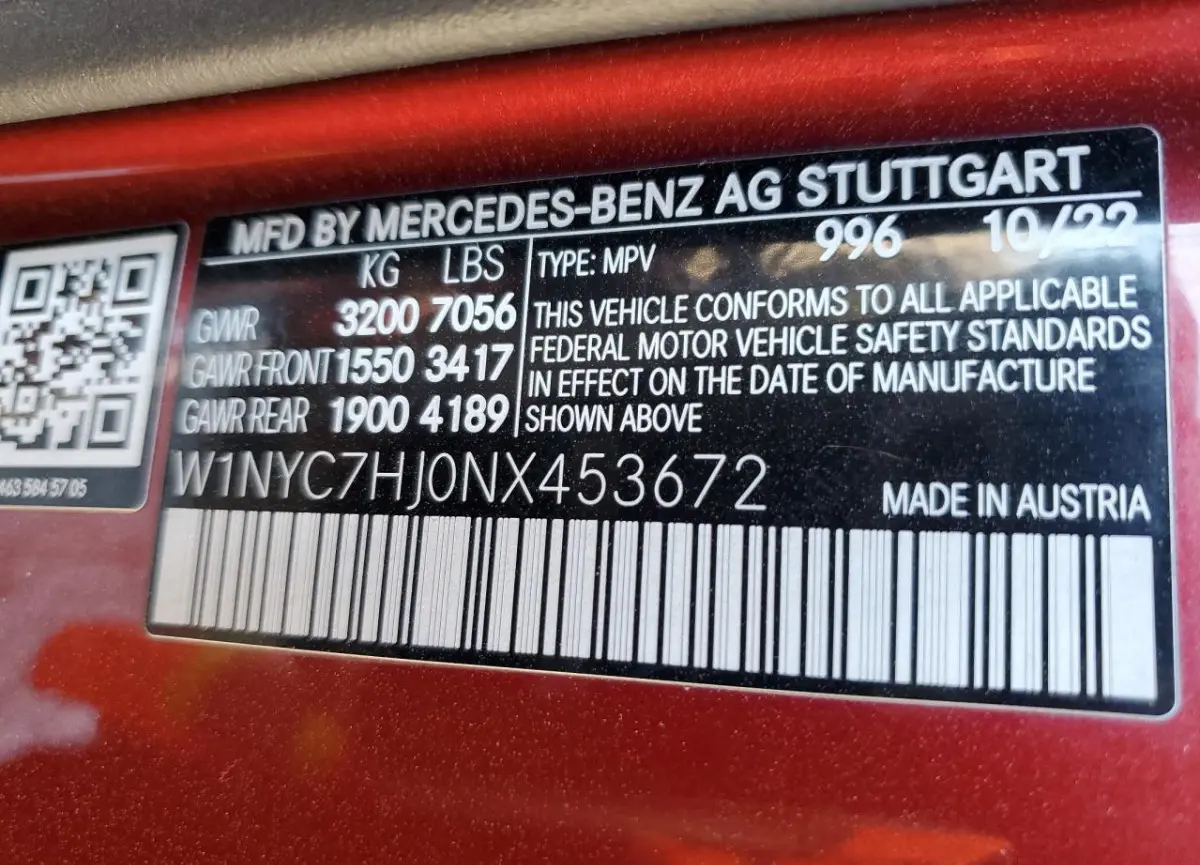 MFD BY MERCEDES-BENZ AG STUTTGART
996 10/22
KG LBS
GVWR 3200 7056
GAWR FRONT 1550 3417
GAWR REAR 1900 4189
TYPE: MPV
THIS VEHICLE CONFORMS TO ALL APPLICABLE
FEDERAL MOTOR VEHICLE SAFETY STANDARDS
IN EFFECT ON THE DATE OF MANUFACTURE
SHOWN ABOVE
W1NYC7HJ0NX453672
MADE IN AUSTRIA
463 584 57 05